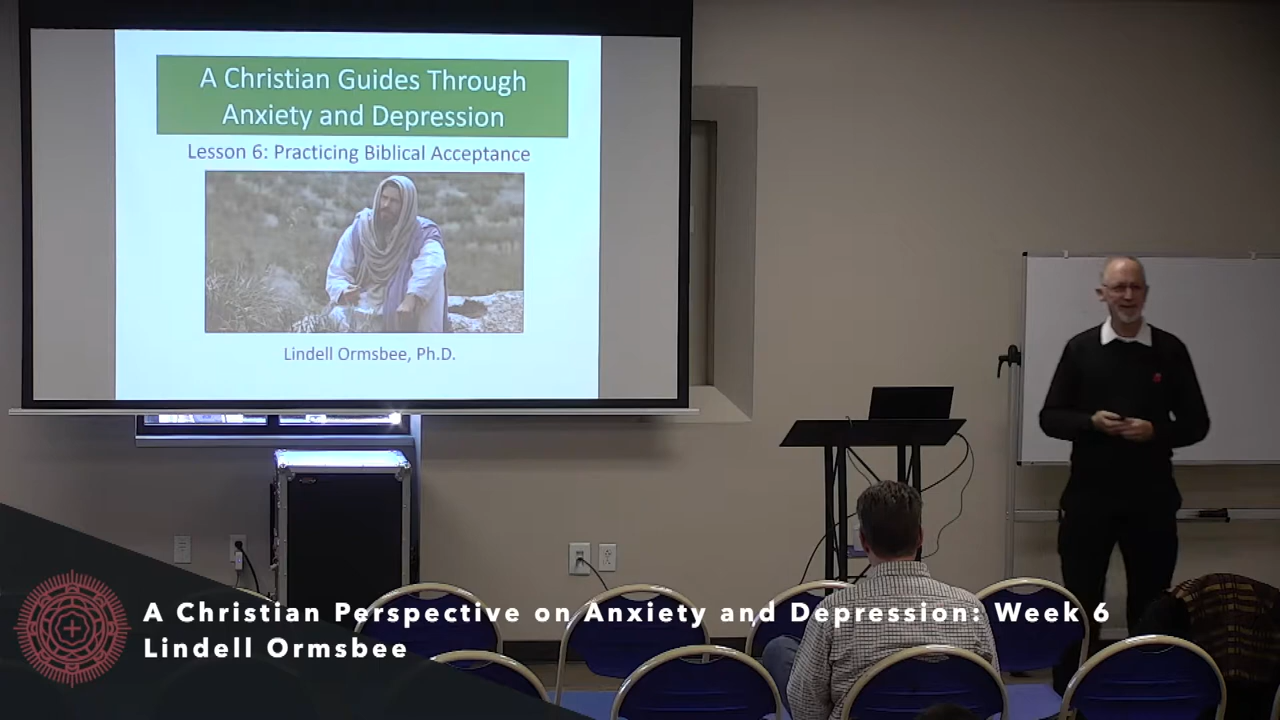 A Christian Guides Through
Anxiety and Depression
Lesson 6: Practicing Biblical Acceptance
Lindell Ormsbee, Ph.D.
A Christian Perspective on Anxiety and Depression: Week 6
Lindell Ormsbee